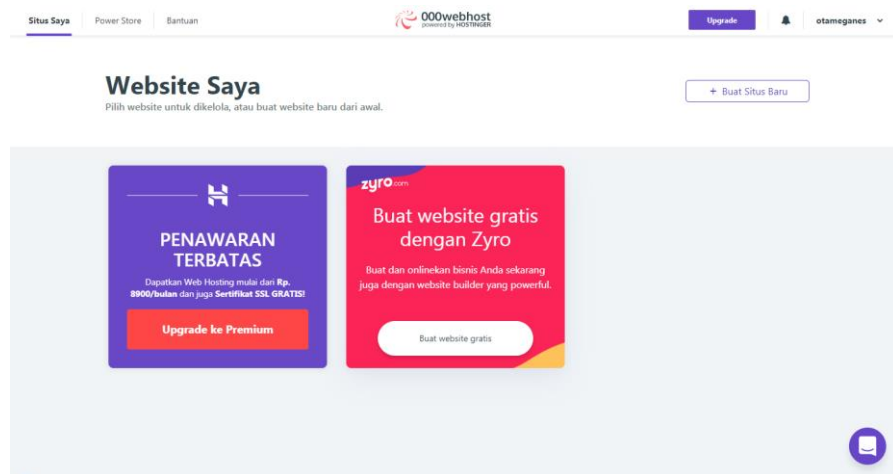 Situs Saya
Power Store
Bantuan
000webhost
powered by HOSTINGER
Upgrade
otameganes
Website Saya
Pilih website untuk dikelola, atau buat website baru dari awal.
+ Buat Situs Baru
PENAWARAN
TERBATAS
Dapatkan Web Hosting mulai dari Rp.
8900/bulan dan juga Sertifikat SSL GRATIS!
Upgrade ke Premium
zyro.com
Buat website gratis
dengan Zyro
Buat dan onlinekan bisnis Anda sekarang
juga dengan website builder yang powerful.
Buat website gratis